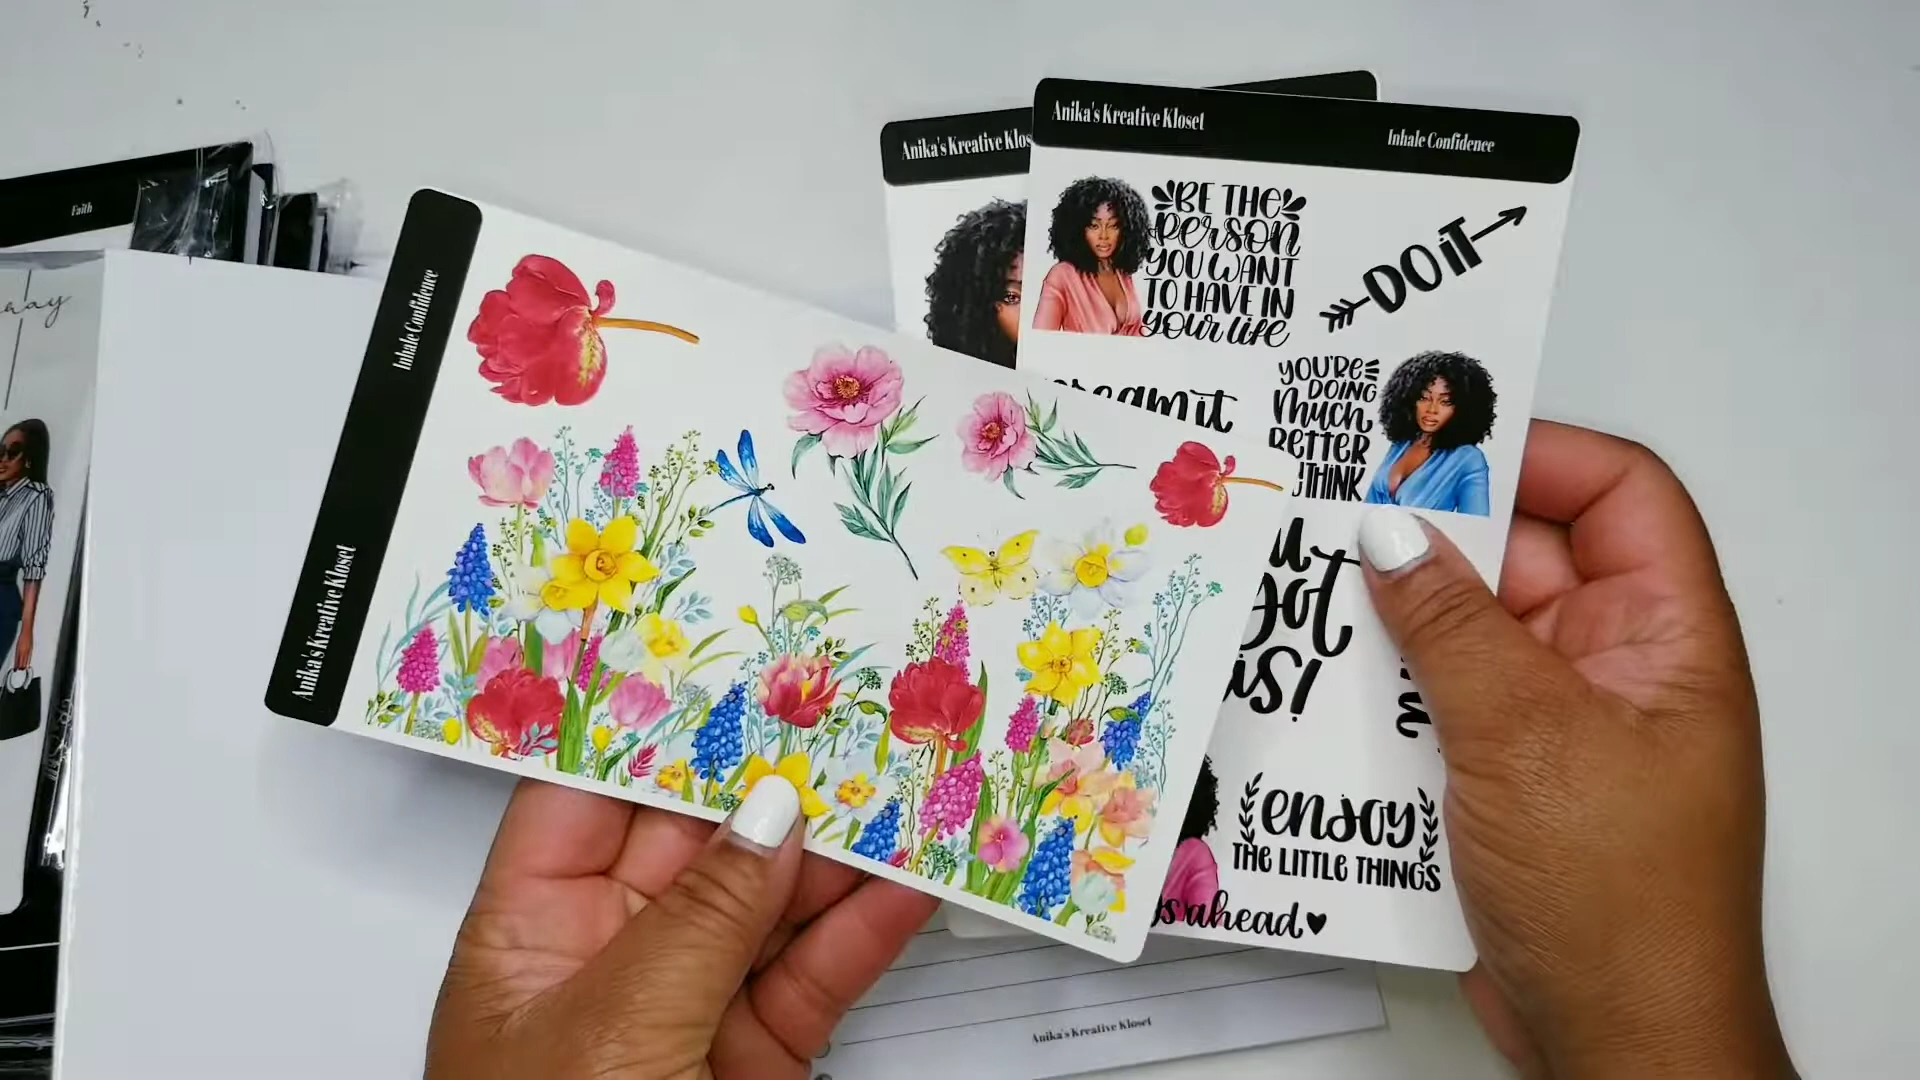 Faith
Inhale Confidence
Anika's Kreative Kloset
Anika's Kreative Klos
Anika's Kreative Kloset
Inhale Confidence
BE THE
PERSON
YOU WANT
TO HAVE IN
YOUR LIFE
DO iT
YOU'RE
DOING
Much
BETTER
THINK
got
is!
enjoy
THE LITTLE THINGS
ahead
Anika's Kreative Kloset